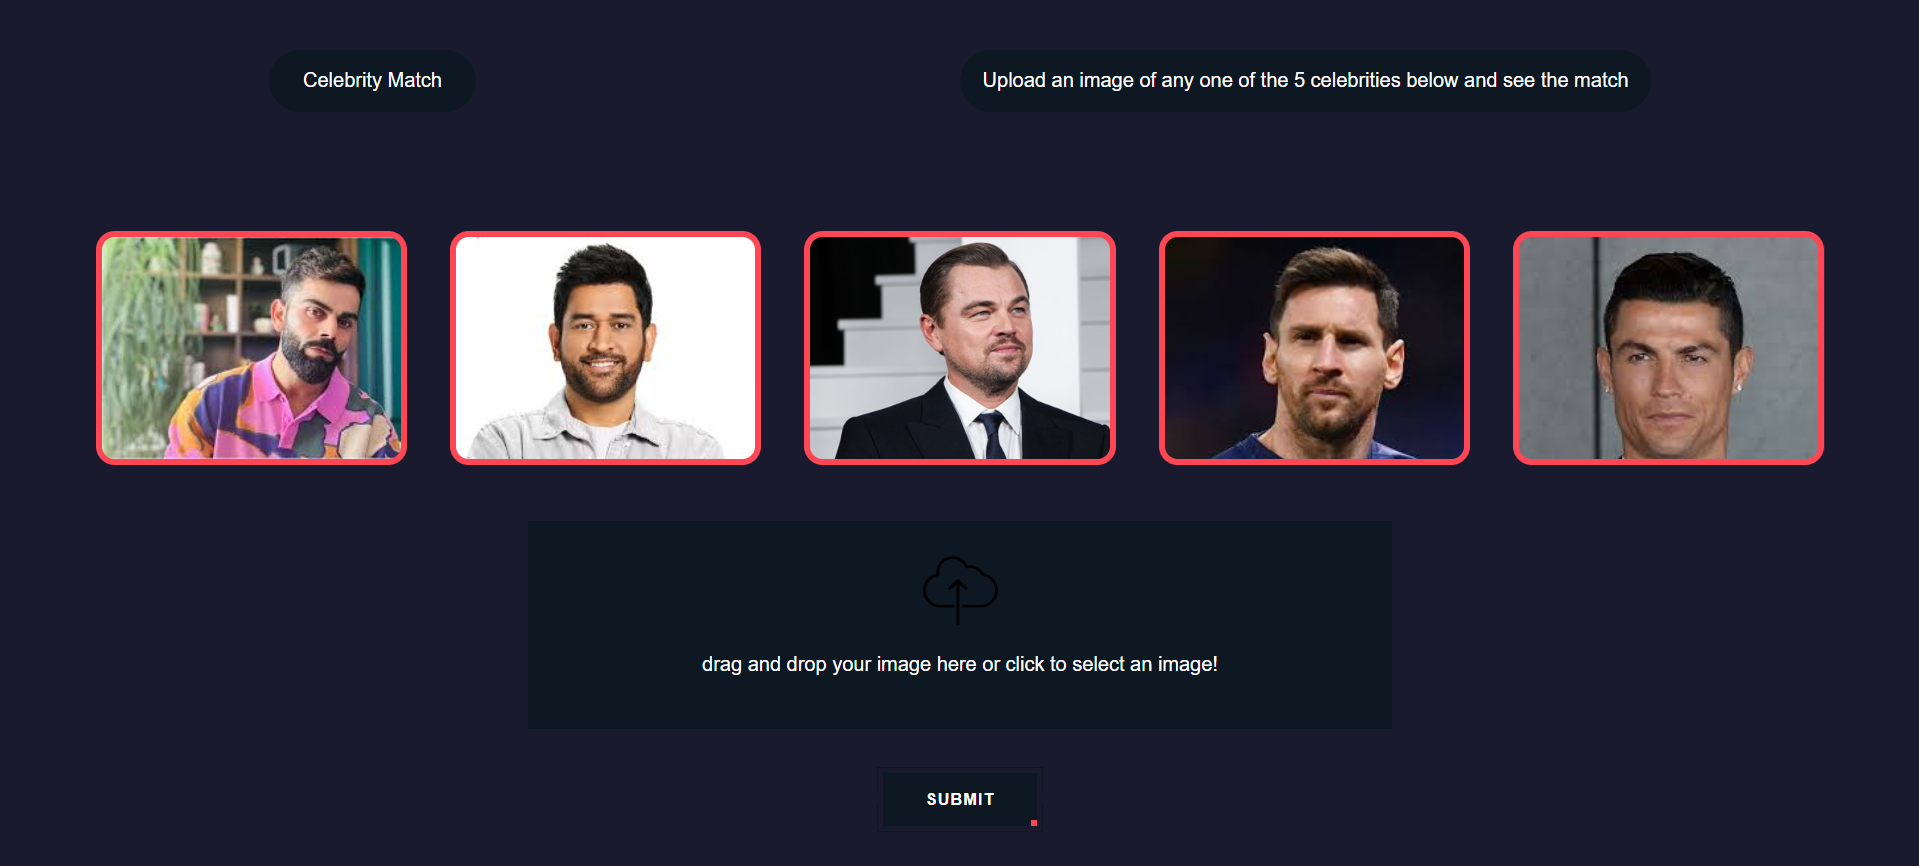 Celebrity Match
Upload an image of any one of the 5 celebrities below and see the match
drag and drop your image here or click to select an image!
SUBMIT